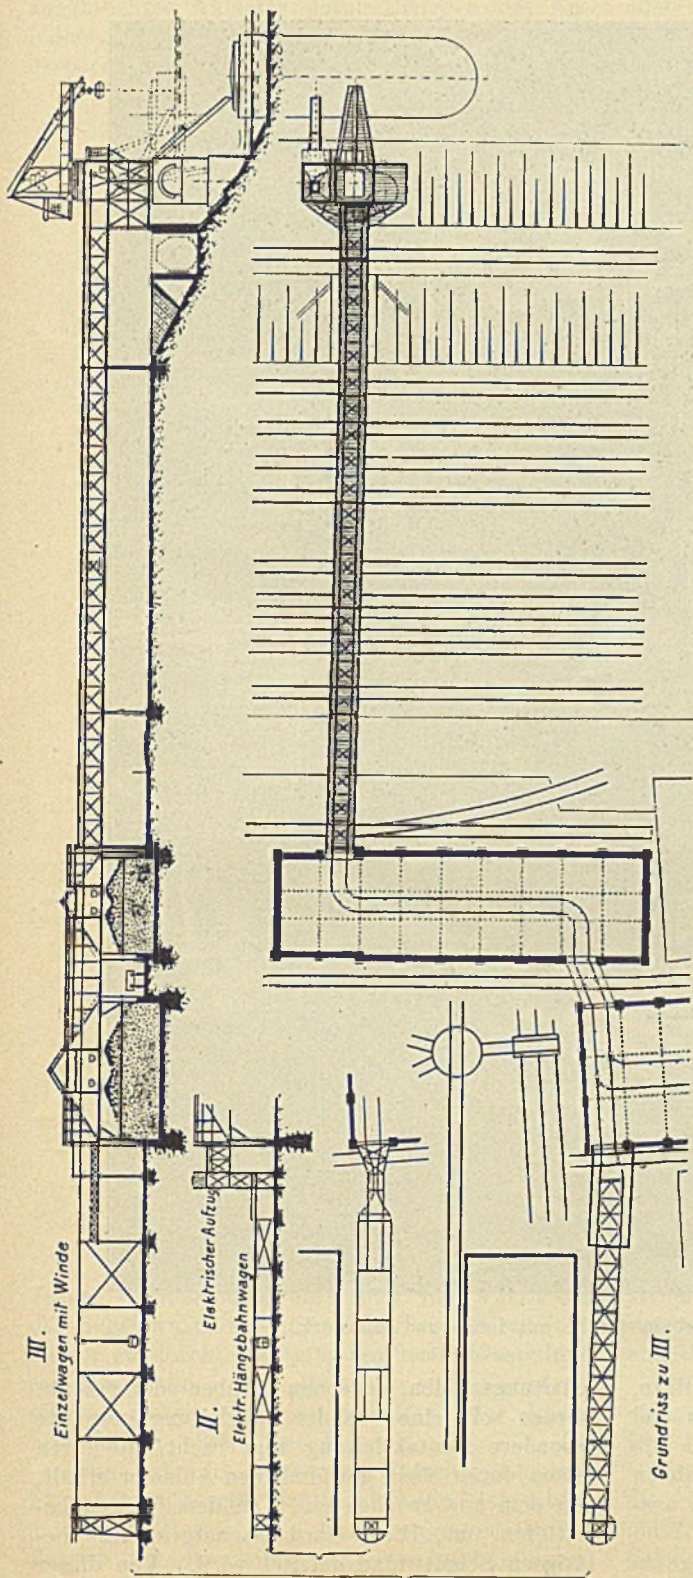 III.
Einzelwagen mit Winde
II.
Elektrischer Aufzug
Elektr. Hängebahnwagen
Grundriss zu III.